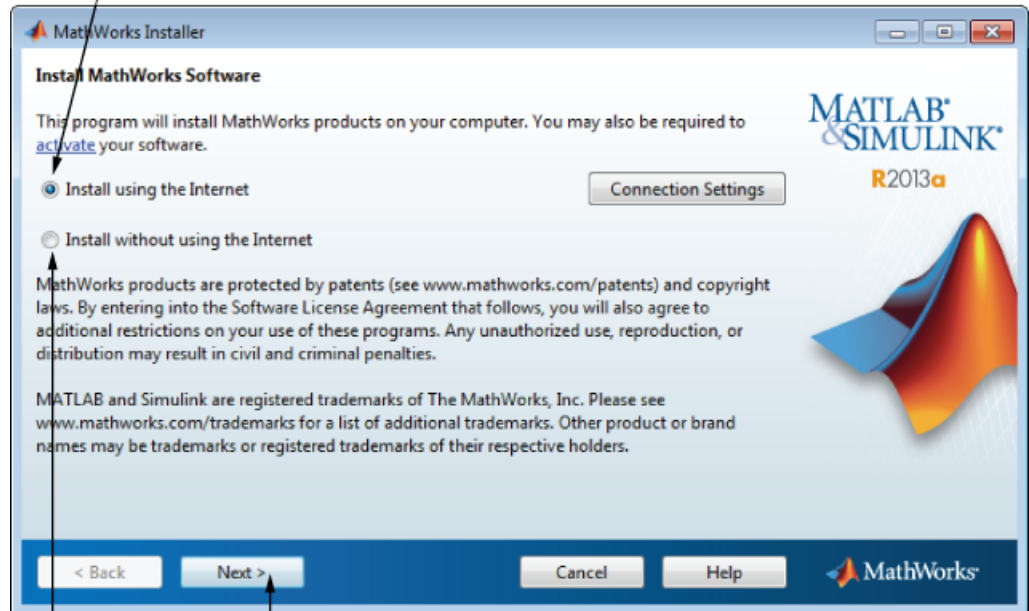 MathWorks Installer
Install MathWorks Software
This program will install MathWorks products on your computer. You may also be required to
activate your software.
Install using the Internet
Connection Settings
Install without using the Internet
MathWorks products are protected by patents (see www.mathworks.com/patents) and copyright
laws. By entering into the Software License Agreement that follows, you will also agree to
additional restrictions on your use of these programs. Any unauthorized use, reproduction, or
distribution may result in civil and criminal penalties.
MATLAB and Simulink are registered trademarks of The MathWorks, Inc. Please see
www.mathworks.com/trademarks for a list of additional trademarks. Other product or brand
names may be trademarks or registered trademarks of their respective holders.
MATLAB®
&SIMULINK®
R2013a
< Back
Next >
Cancel
Help
MathWorks®